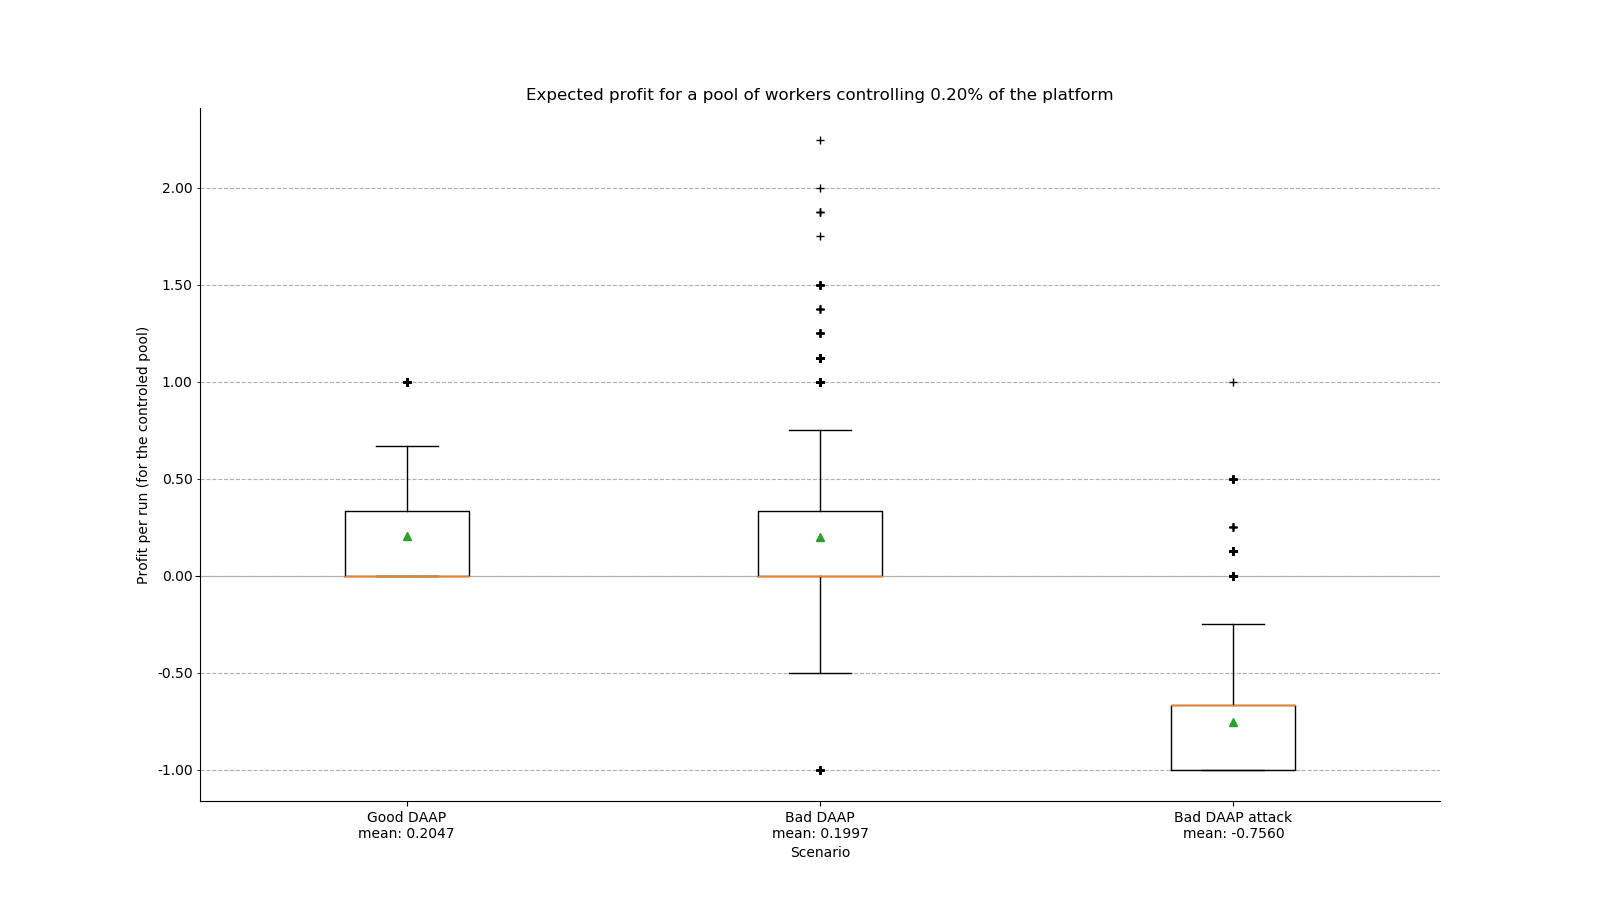 Expected profit for a pool of workers controlling 0.20% of the platform
Profit per run (for the controled pool)
2.00
1.50
1.00
0.50
0.00
-0.50
-1.00
Good DAAP
mean: 0.2047
Bad DAAP
mean: 0.1997
Bad DAAP attack
mean: -0.7560
Scenario